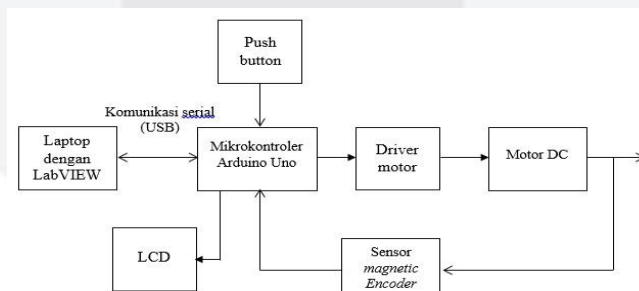 Push
button
Komunikasi serial
(USB)
Laptop
dengan
LabVIEW
Mikrokontroler
Arduino Uno
Driver
motor
Motor DC
LCD
Sensor
magnetic
Encoder